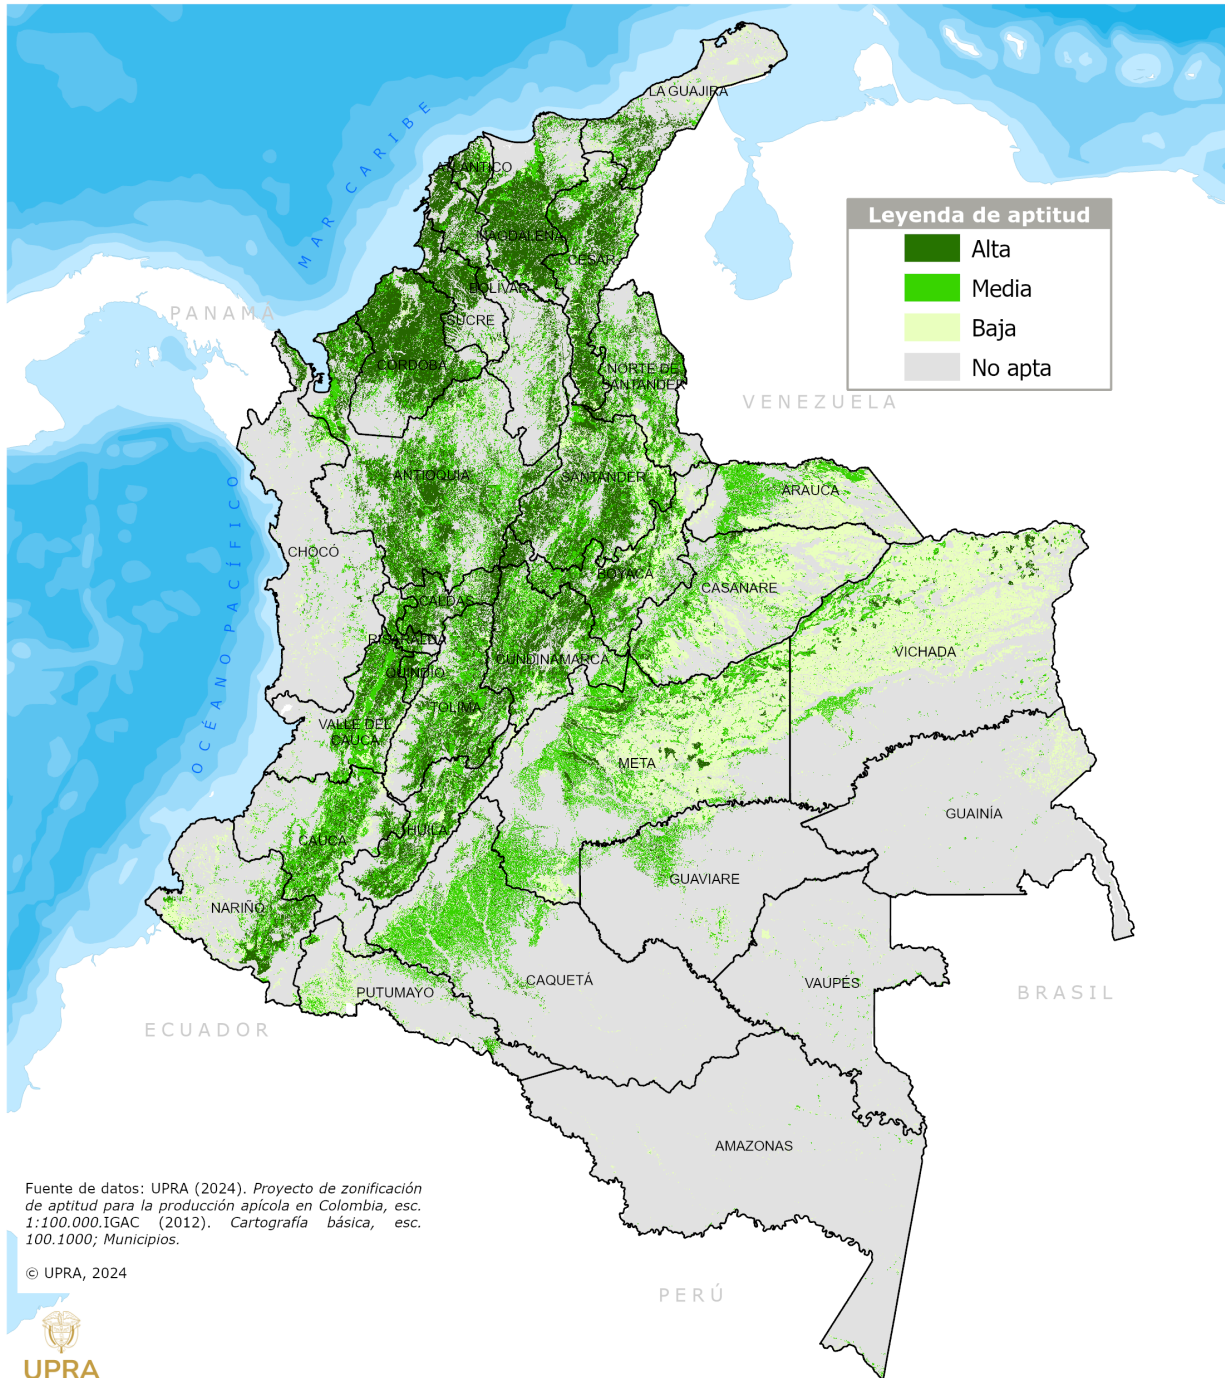 LA GUAJIRA
MAR CARIBE
ATLÁNTICO
Leyenda de aptitud
Alta
Media
Baja
No apta
MAGDALENA
CESAR
BOLÍVAR
PANAMA
SUCRE
CÓRDOBA
NORTE DE
SANTANDER
VENEZUELA
ANTIOQUIA
SANTANDER
ARAUCA
OCÉANO PACÍFICO
CHOCÓ
BOYACÁ
CASANARE
CALDAS
RISARALDA
CUNDINAMARCA
VICHADA
QUINDÍO
TOLIMA
VALLE DEL
CAUCA
META
GUAINÍA
HUILA
CAUCA
GUAVIARE
NARIÑO
CAQUETÁ
VAUPÉS
PUTUMAYO
BRASIL
ECUADOR
AMAZONAS
Fuente de datos: UPRA (2024). Proyecto de zonificación
de aptitud para la producción apícola en Colombia, esc.
1:100.000.IGAC (2012). Cartografía básica, esc.
100.1000; Municipios.
© UPRA, 2024
PERÚ
UPRA